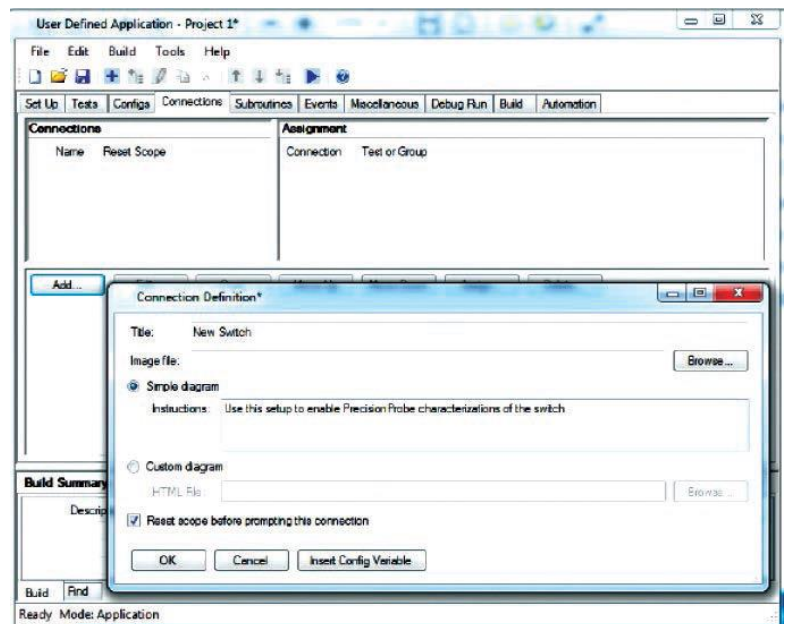 User Defined Application - Project 1*
File Edit Build Tools Help
Set Up Tests Configs Connections Subroutines Events Miscellaneous Debug Run Build Automation
Connections
Name Reset Scope
Assignment
Connection Test or Group
Add...
Connection Definition*
Title: New Switch
Image file: Browse...
Simple diagram
Instructions: Use this setup to enable Precision Probe characterizations of the switch
Custom diagram
HTML File: Browse...
Reset scope before prompting this connection
OK Cancel Insert Config Variable
Build Summary
Descrip
Build Find
Ready Mode: Application